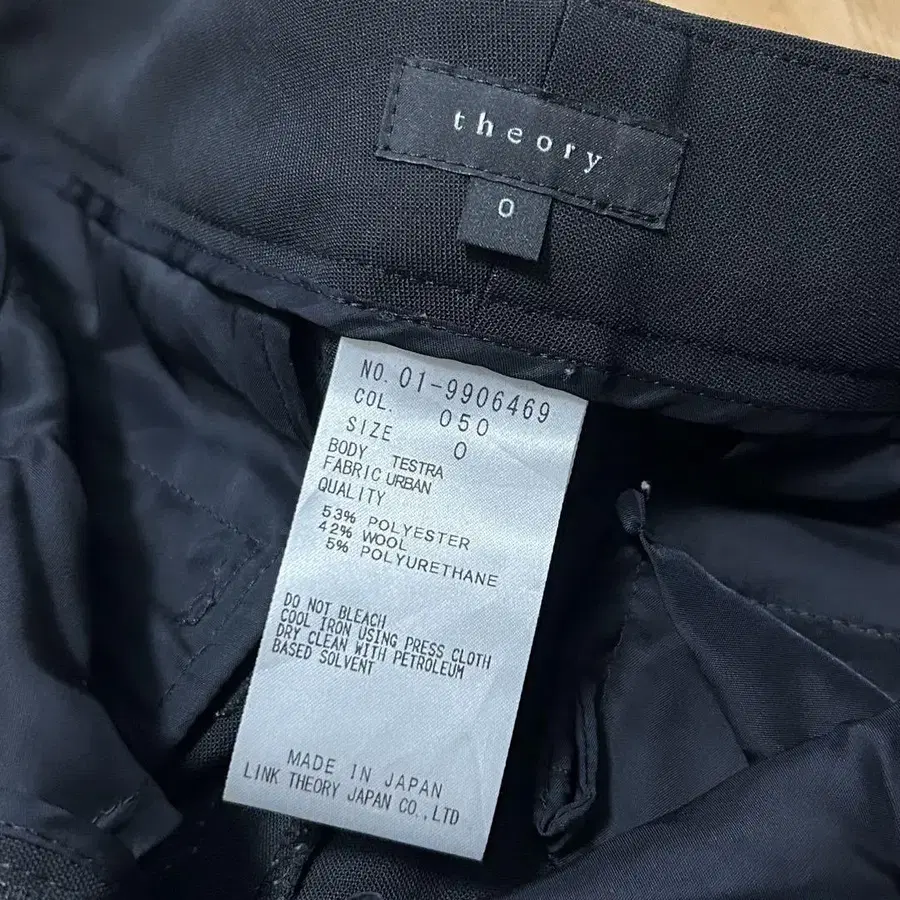 theory
0
NO. 01-9906469
COL. 050
SIZE 0
BODY TESTRA
FABRIC URBAN
QUALITY
53% POLYESTER
42% WOOL
5% POLYURETHANE
DO NOT BLEACH
COOL IRON USING PRESS CLOTH
DRY CLEAN WITH PETROLEUM
BASED SOLVENT
MADE IN JAPAN
LINK THEORY JAPAN CO.,LTD